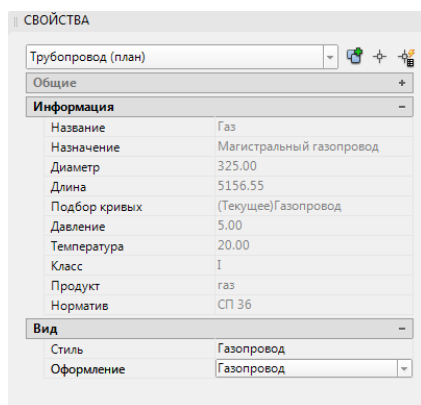 СВОЙСТВА
Трубопровод (план)
Общие +
Информация −
Название Газ
Назначение Магистральный газопровод
Диаметр 325.00
Длина 5156.55
Подбор кривых (Текущее)Газопровод
Давление 5.00
Температура 20.00
Класс I
Продукт газ
Норматив СП 36
Вид −
Стиль Газопровод
Оформление Газопровод